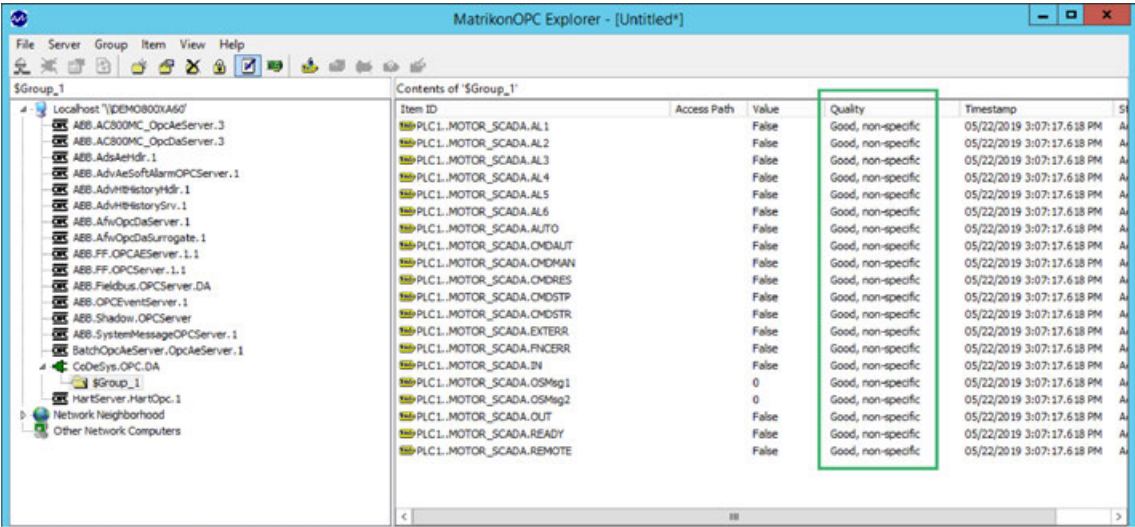 MatrikonOPC Explorer - [Untitled*]
File Server Group Item View Help
$Group_1
Contents of '$Group_1'
Localhost '\\DEMO800XA60'
ABB.AC800MC_OpcAeServer.3
ABB.AC800MC_OpcDaServer.3
ABB.AdsAeHdr.1
ABB.AdvAeSoftAlarmOPCServer.1
ABB.AdvHtHistoryHdr.1
ABB.AdvHtHistorySrv.1
ABB.AfwOpcDaServer.1
ABB.AfwOpcDaSurrogate.1
ABB.FF.OPCAEServer.1.1
ABB.FF.OPCServer.1.1
ABB.Fieldbus.OPCServer.DA
ABB.OPCEventServer.1
ABB.Shadow.OPCServer
ABB.SystemMessageOPCServer.1
BatchOpcAeServer.OpcAeServer.1
CoDeSys.OPC.DA
$Group_1
HartServer.HartOpc.1
Network Neighborhood
Other Network Computers
Item ID Access Path Value Quality Timestamp St
PLC1..MOTOR_SCADA.AL1 False Good, non-specific 05/22/2019 3:07:17.618 PM A
PLC1..MOTOR_SCADA.AL2 False Good, non-specific 05/22/2019 3:07:17.618 PM A
PLC1..MOTOR_SCADA.AL3 False Good, non-specific 05/22/2019 3:07:17.618 PM A
PLC1..MOTOR_SCADA.AL4 False Good, non-specific 05/22/2019 3:07:17.618 PM A
PLC1..MOTOR_SCADA.AL5 False Good, non-specific 05/22/2019 3:07:17.618 PM A
PLC1..MOTOR_SCADA.AL6 False Good, non-specific 05/22/2019 3:07:17.618 PM A
PLC1..MOTOR_SCADA.AUTO False Good, non-specific 05/22/2019 3:07:17.618 PM A
PLC1..MOTOR_SCADA.CMDAUT False Good, non-specific 05/22/2019 3:07:17.618 PM A
PLC1..MOTOR_SCADA.CMDMAN False Good, non-specific 05/22/2019 3:07:17.618 PM A
PLC1..MOTOR_SCADA.CMDRES False Good, non-specific 05/22/2019 3:07:17.618 PM A
PLC1..MOTOR_SCADA.CMDSTP False Good, non-specific 05/22/2019 3:07:17.618 PM A
PLC1..MOTOR_SCADA.CMDSTR False Good, non-specific 05/22/2019 3:07:17.618 PM A
PLC1..MOTOR_SCADA.EXTERR False Good, non-specific 05/22/2019 3:07:17.618 PM A
PLC1..MOTOR_SCADA.FNCERR False Good, non-specific 05/22/2019 3:07:17.618 PM A
PLC1..MOTOR_SCADA.IN False Good, non-specific 05/22/2019 3:07:17.618 PM A
PLC1..MOTOR_SCADA.OSMsg1 0 Good, non-specific 05/22/2019 3:07:17.618 PM A
PLC1..MOTOR_SCADA.OSMsg2 0 Good, non-specific 05/22/2019 3:07:17.618 PM A
PLC1..MOTOR_SCADA.OUT False Good, non-specific 05/22/2019 3:07:17.618 PM A
PLC1..MOTOR_SCADA.READY False Good, non-specific 05/22/2019 3:07:17.618 PM A
PLC1..MOTOR_SCADA.REMOTE False Good, non-specific 05/22/2019 3:07:17.618 PM A